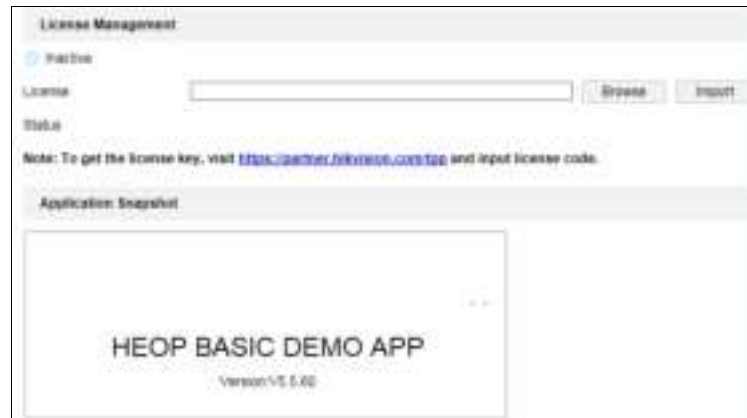 License Management
Inactive
License
Browse
Import
Status
Note: To get the license key, visit https://partner.hikvision.com/tpp and input license code.
Application Snapshot
HEOP BASIC DEMO APP
Version:V5.5.60